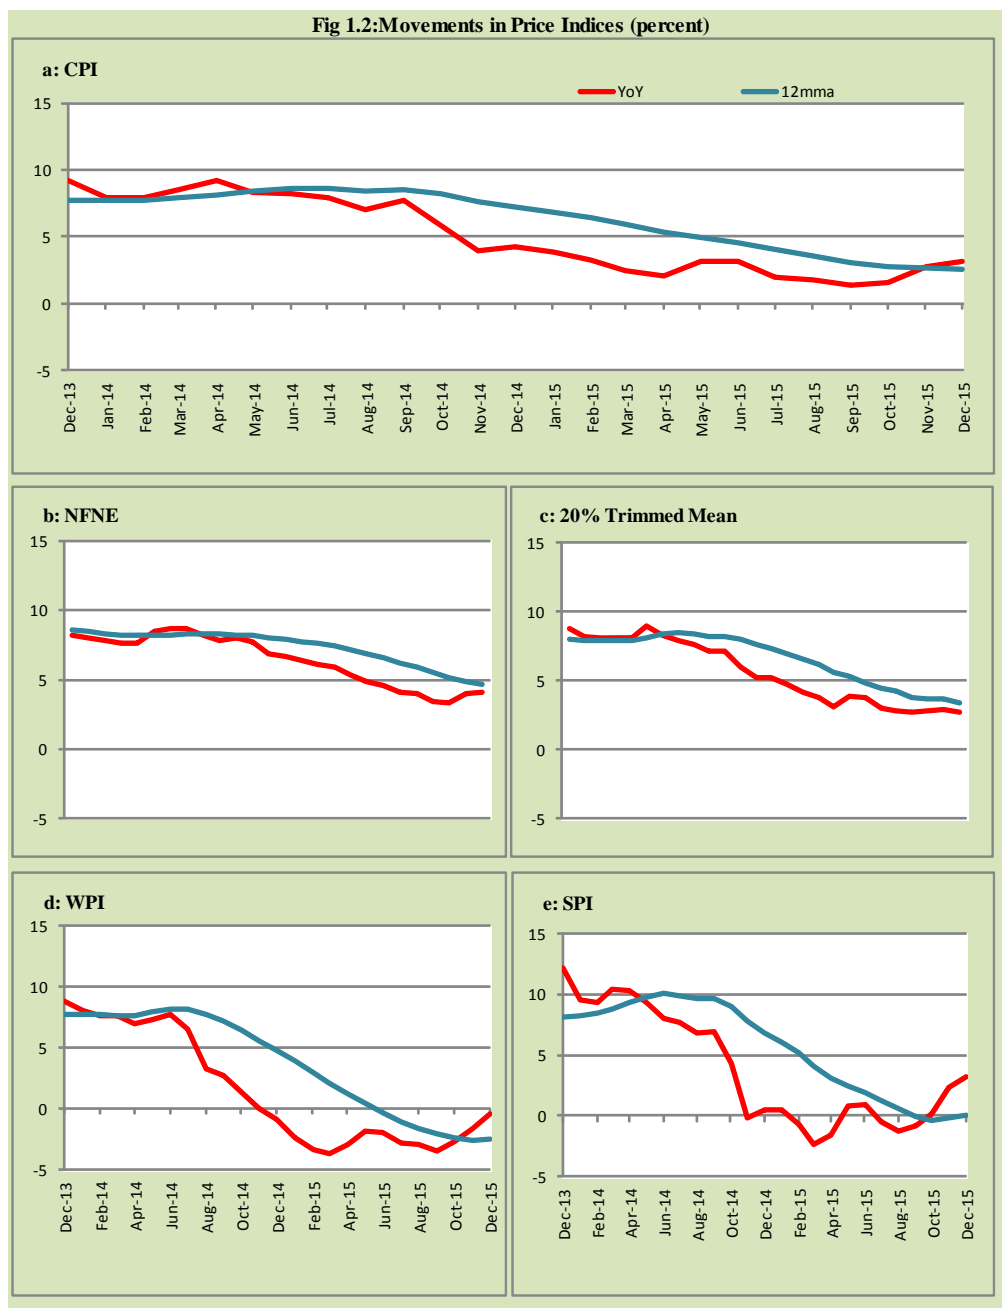 Fig 1.2:Movements in Price Indices (percent)
a: CPI
YoY 12mma
15
10
5
0
-5
Dec-13 Jan-14 Feb-14 Mar-14 Apr-14 May-14 Jun-14 Jul-14 Aug-14 Sep-14 Oct-14 Nov-14 Dec-14 Jan-15 Feb-15 Mar-15 Apr-15 May-15 Jun-15 Jul-15 Aug-15 Sep-15 Oct-15 Nov-15 Dec-15
b: NFNE
15
10
5
0
-5
c: 20% Trimmed Mean
15
10
5
0
-5
d: WPI
15
10
5
0
-5
Dec-13 Feb-14 Apr-14 Jun-14 Aug-14 Oct-14 Dec-14 Feb-15 Apr-15 Jun-15 Aug-15 Oct-15 Dec-15
e: SPI
15
10
5
0
-5
Dec-13 Feb-14 Apr-14 Jun-14 Aug-14 Oct-14 Dec-14 Feb-15 Apr-15 Jun-15 Aug-15 Oct-15 Dec-15